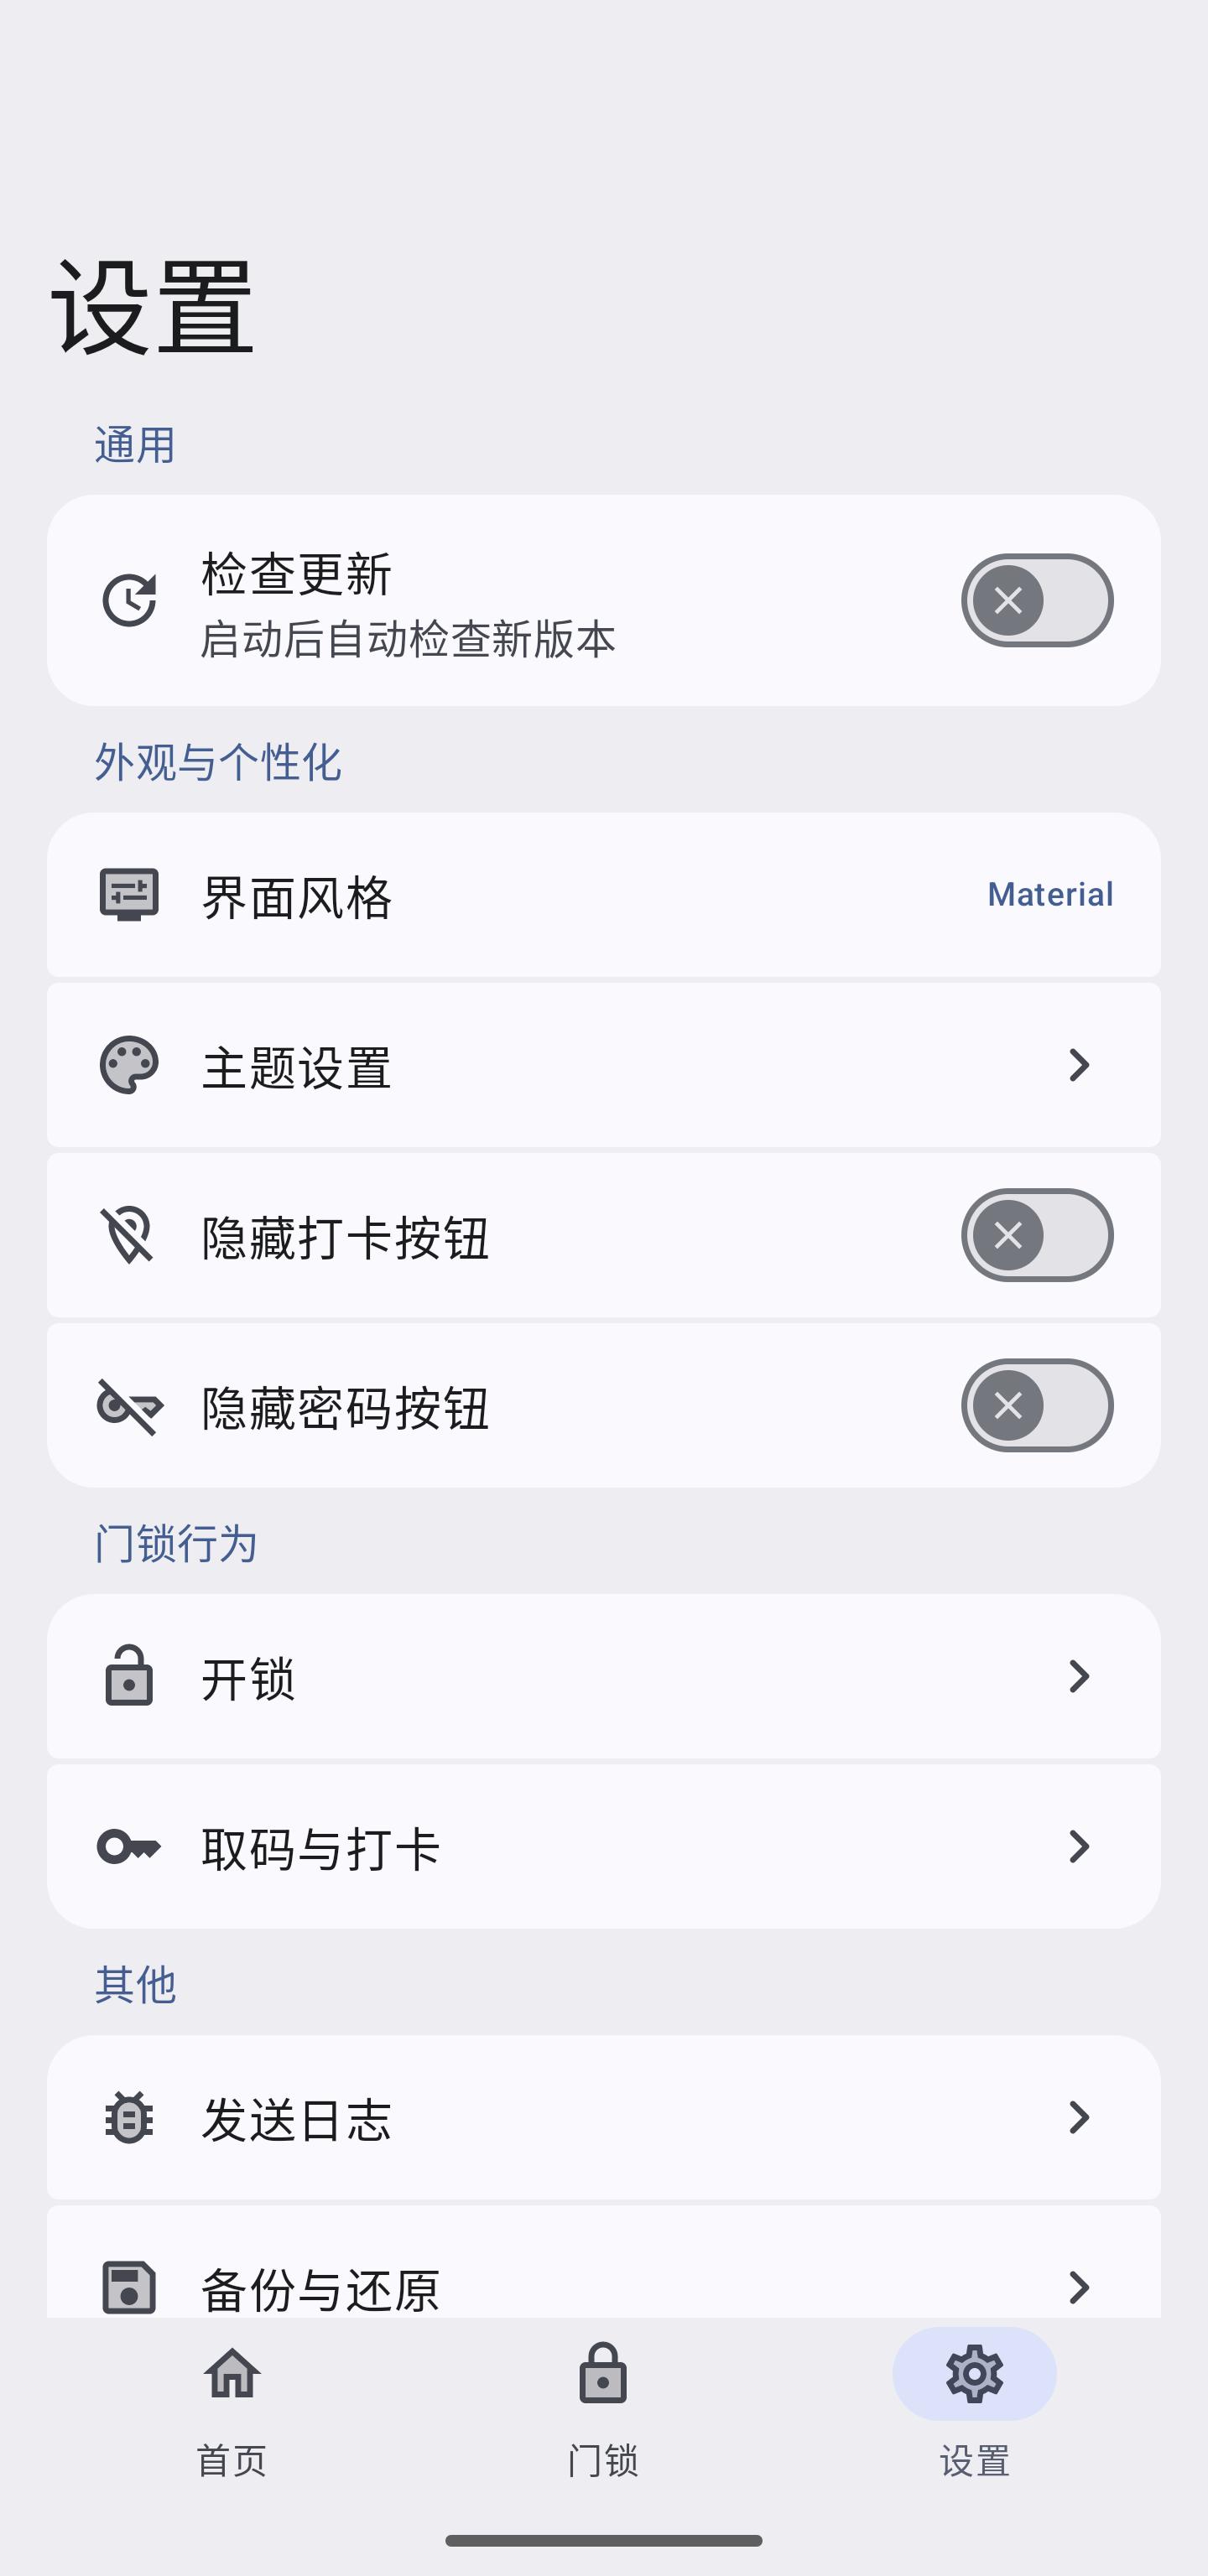 设置
通用
检查更新
启动后自动检查新版本
外观与个性化
界面风格
Material
主题设置
隐藏打卡按钮
隐藏密码按钮
门锁行为
开锁
取码与打卡
其他
发送日志
备份与还原
首页
门锁
设置